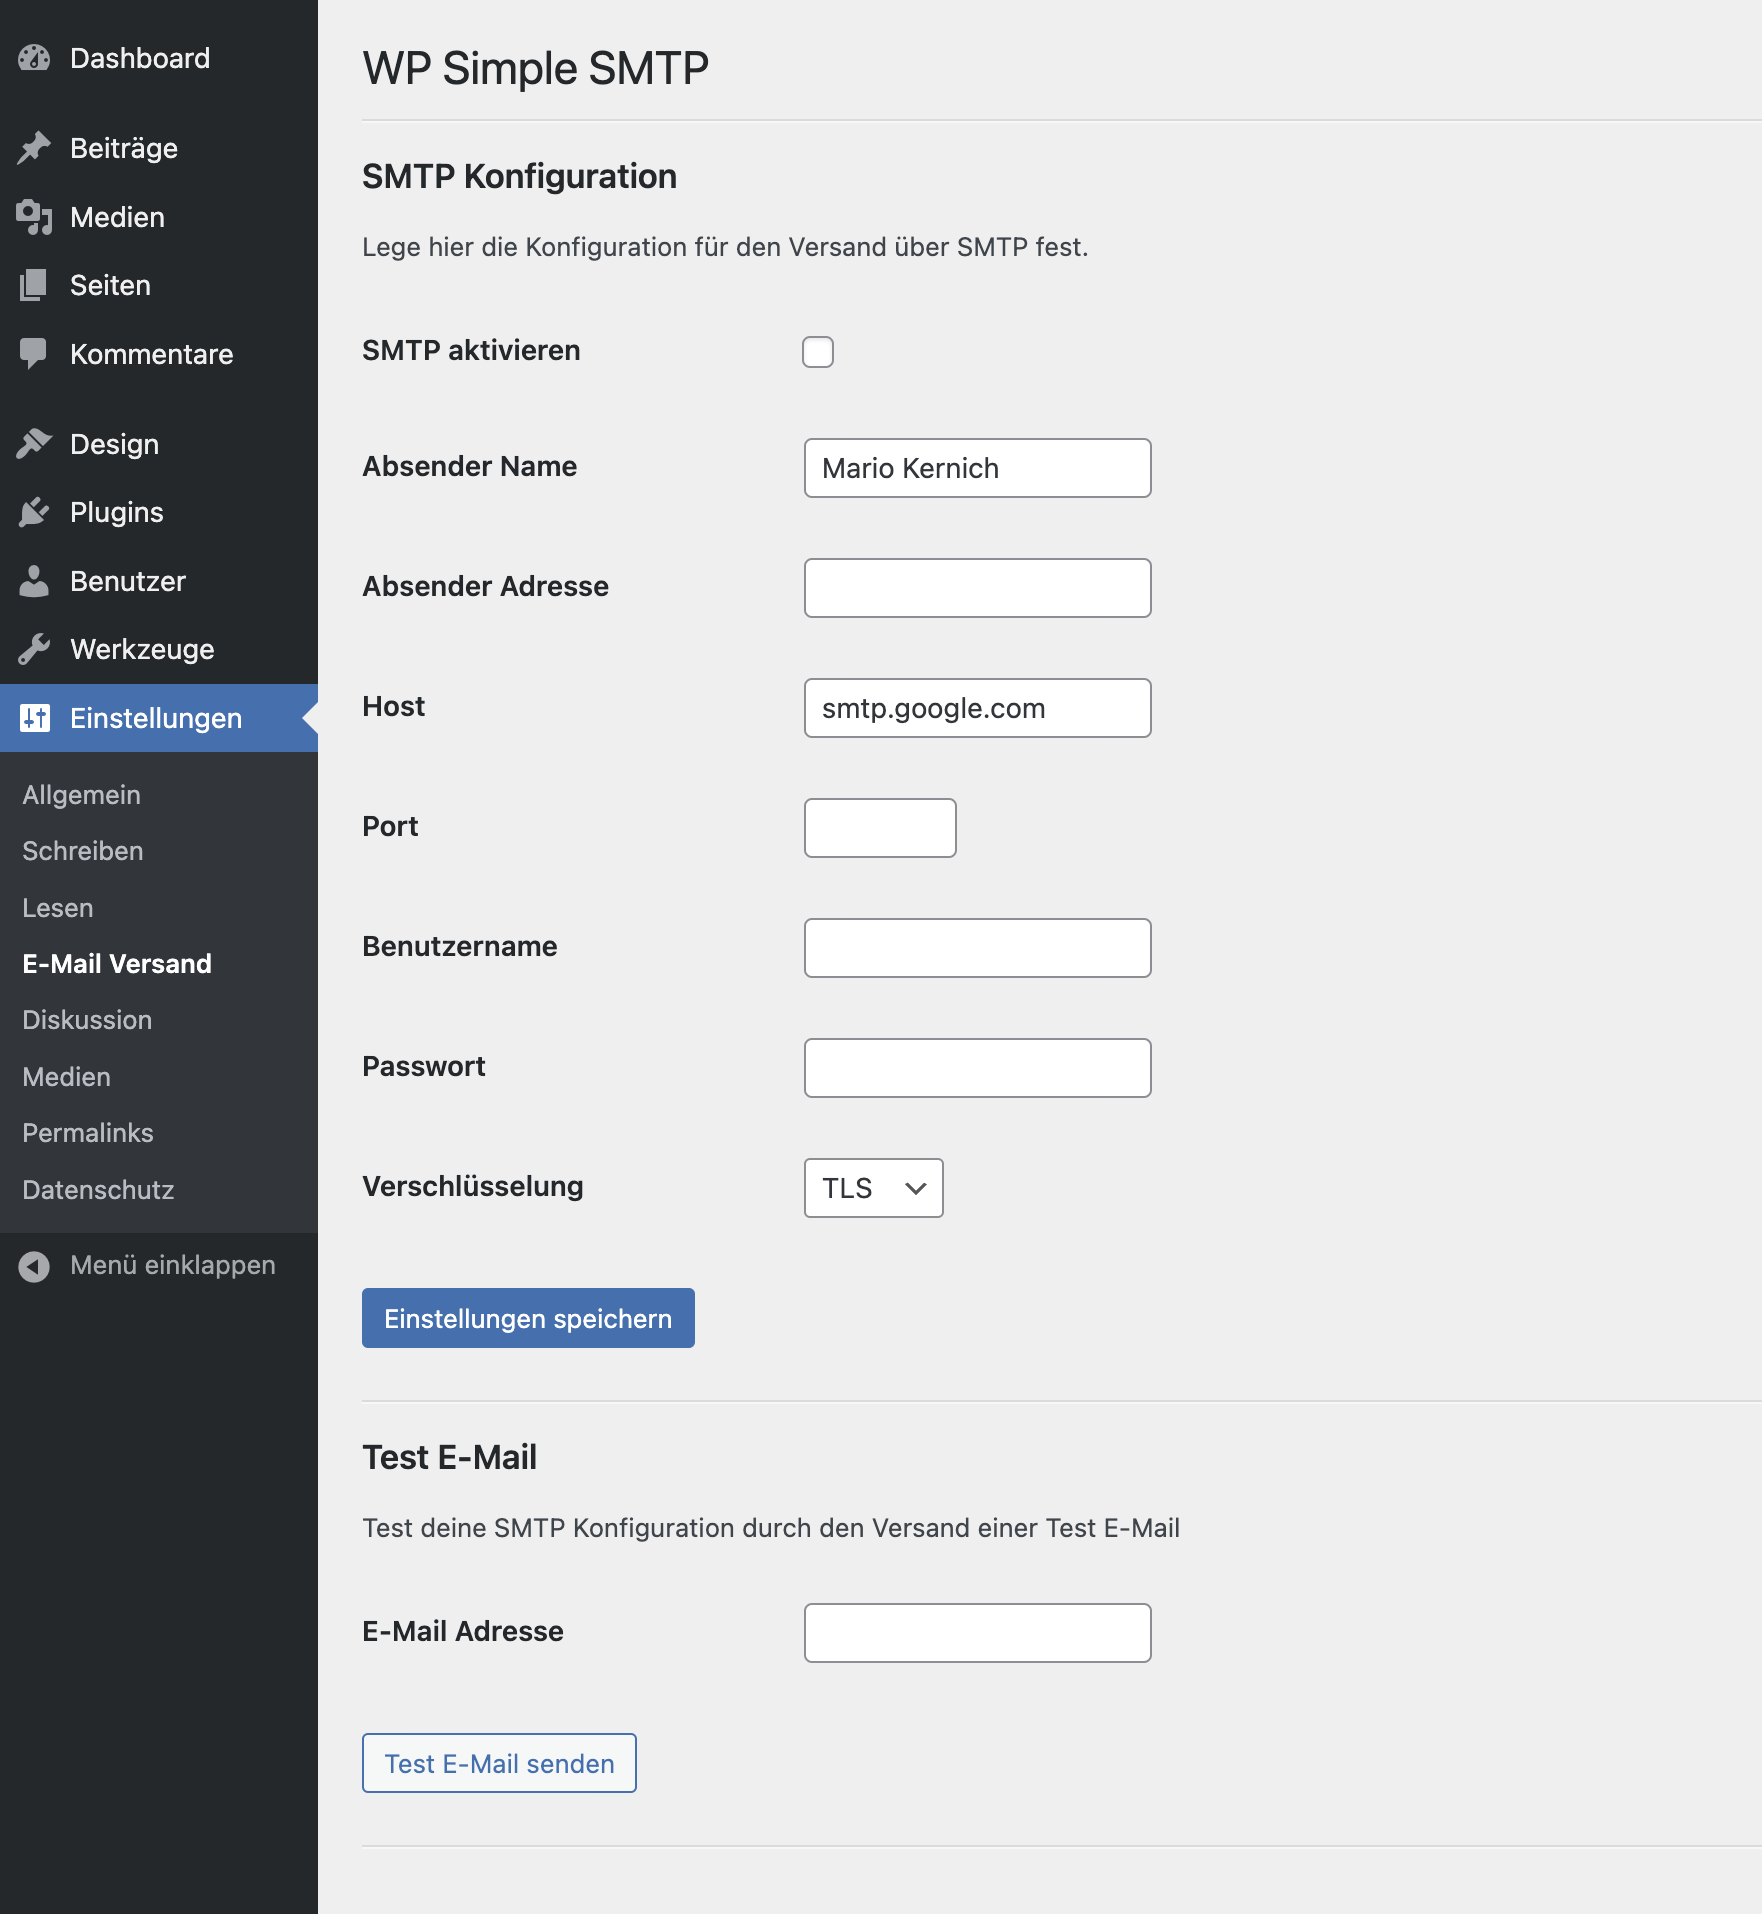 Dashboard
Beiträge
Medien
Seiten
Kommentare
Design
Plugins
Benutzer
Werkzeuge
Einstellungen
Allgemein
Schreiben
Lesen
E-Mail Versand
Diskussion
Medien
Permalinks
Datenschutz
Menü einklappen
WP Simple SMTP
SMTP Konfiguration
Lege hier die Konfiguration für den Versand über SMTP fest.
SMTP aktivieren
Absender Name
Mario Kernich
Absender Adresse
Host
smtp.google.com
Port
Benutzername
Passwort
Verschlüsselung
TLS
Einstellungen speichern
Test E-Mail
Test deine SMTP Konfiguration durch den Versand einer Test E-Mail
E-Mail Adresse
Test E-Mail senden